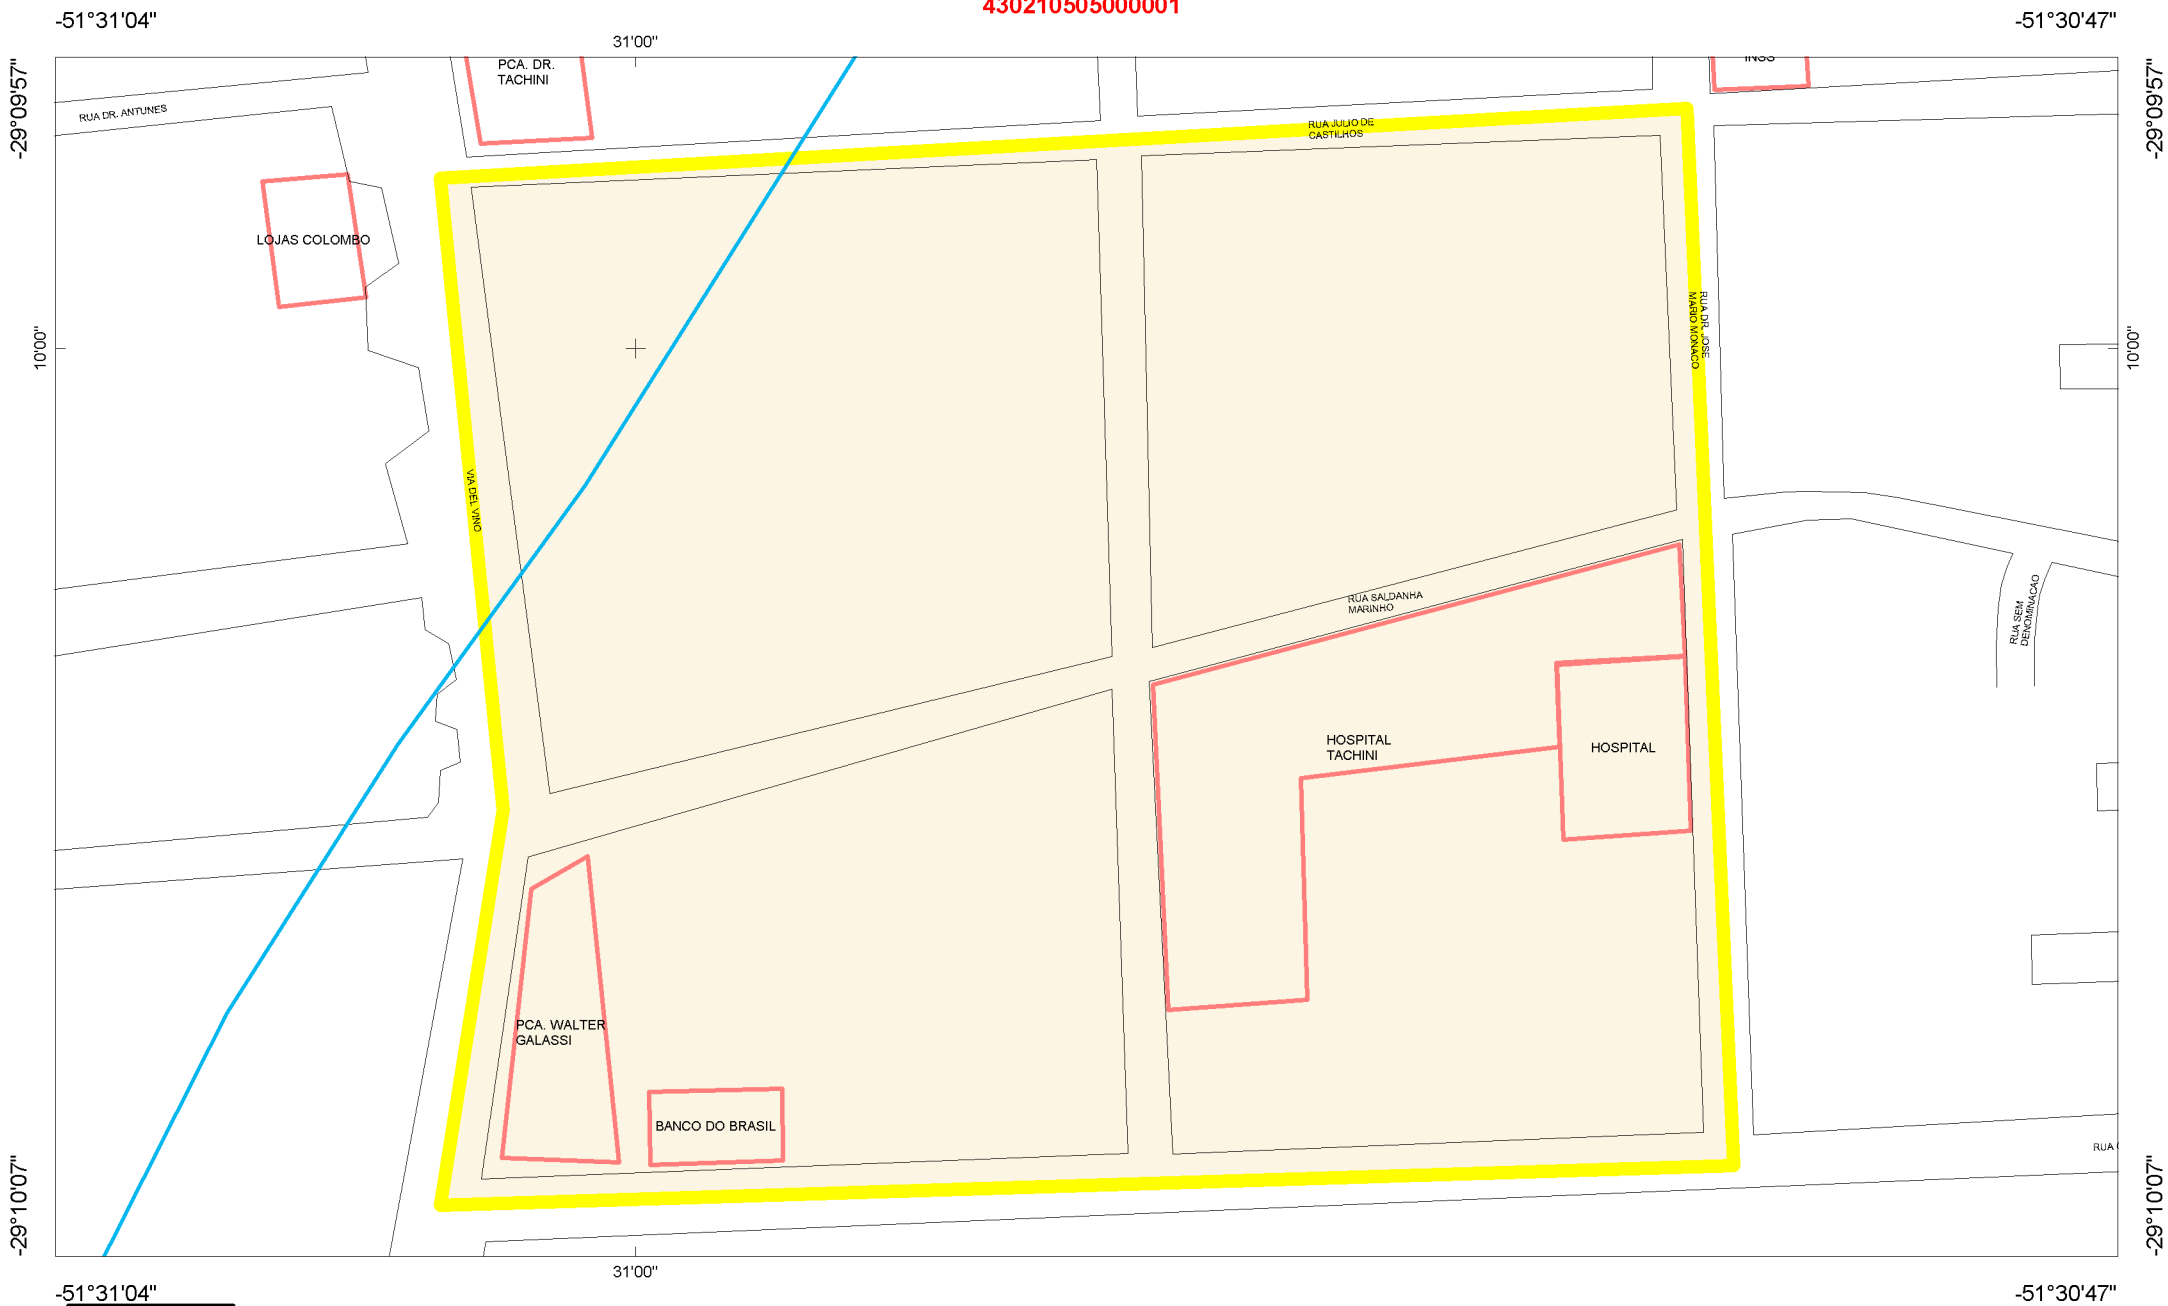 430210505000001
-51°31'04"
-51°30'47"
31'00"
-29°09'57"
-29°09'57"
PCA. DR.
TACHINI
INSS
RUA DR. ANTUNES
RUA JULIO DE
CASTILHOS
LOJAS COLOMBO
RUA DR. JOSE
MARIO MONACO
10'00"
10'00"
VIA DEL VINO
RUA SALDANHA
MARINHO
RUA SEM
DENOMINACAO
HOSPITAL
TACHINI
HOSPITAL
PCA. WALTER
GALASSI
BANCO DO BRASIL
RUA
-29°10'07"
-29°10'07"
31'00"
-51°31'04"
-51°30'47"